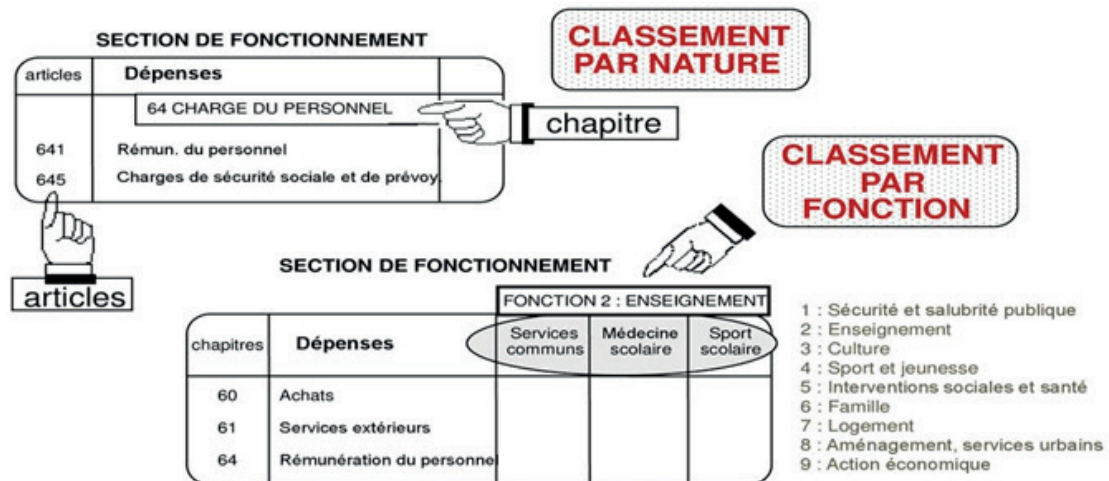 SECTION DE FONCTIONNEMENT
CLASSEMENT
PAR NATURE
articles Dépenses
64 CHARGE DU PERSONNEL
chapitre
641 Rémun. du personnel
645 Charges de sécurité sociale et de prévoy.
articles
CLASSEMENT
PAR
FONCTION
SECTION DE FONCTIONNEMENT
FONCTION 2 : ENSEIGNEMENT
chapitres Dépenses
Services
communs
Médecine
scolaire
Sport
scolaire
60 Achats
61 Services extérieurs
64 Rémunération du personnel
1 : Sécurité et salubrité publique
2 : Enseignement
3 : Culture
4 : Sport et jeunesse
5 : Interventions sociales et santé
6 : Famille
7 : Logement
8 : Aménagement, services urbains
9 : Action économique